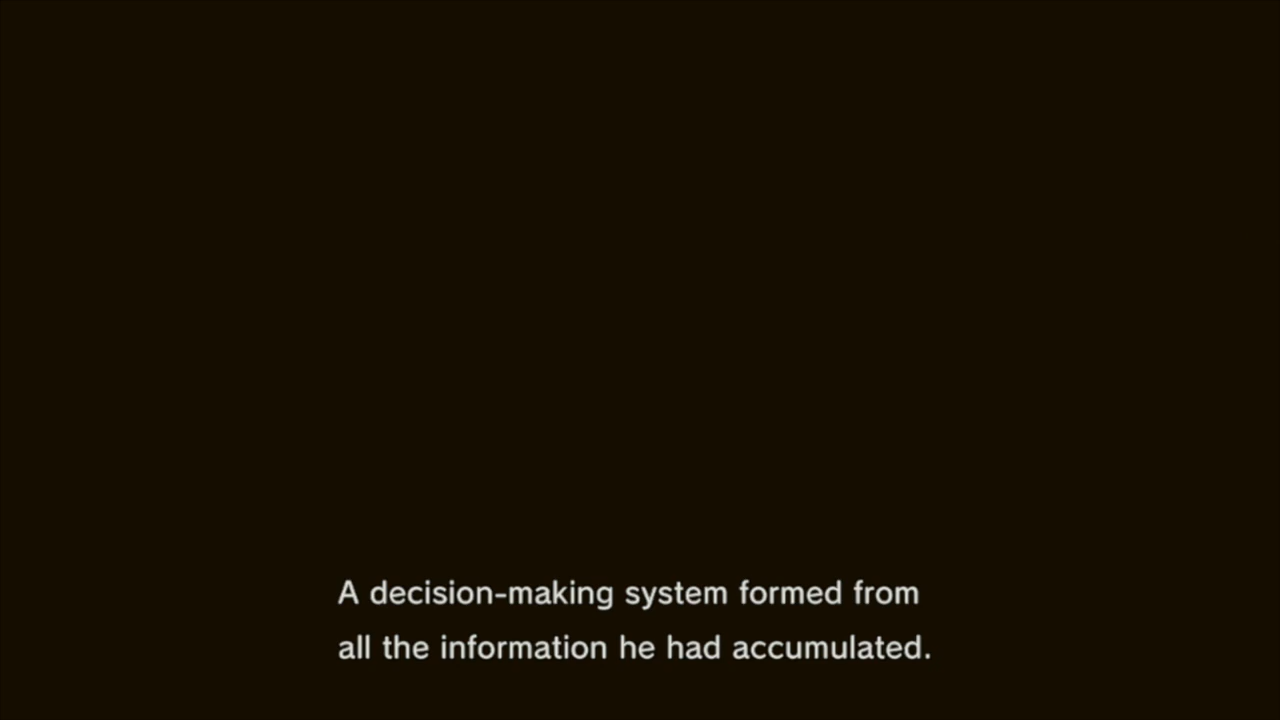 A decision-making system formed from
all the information he had accumulated.